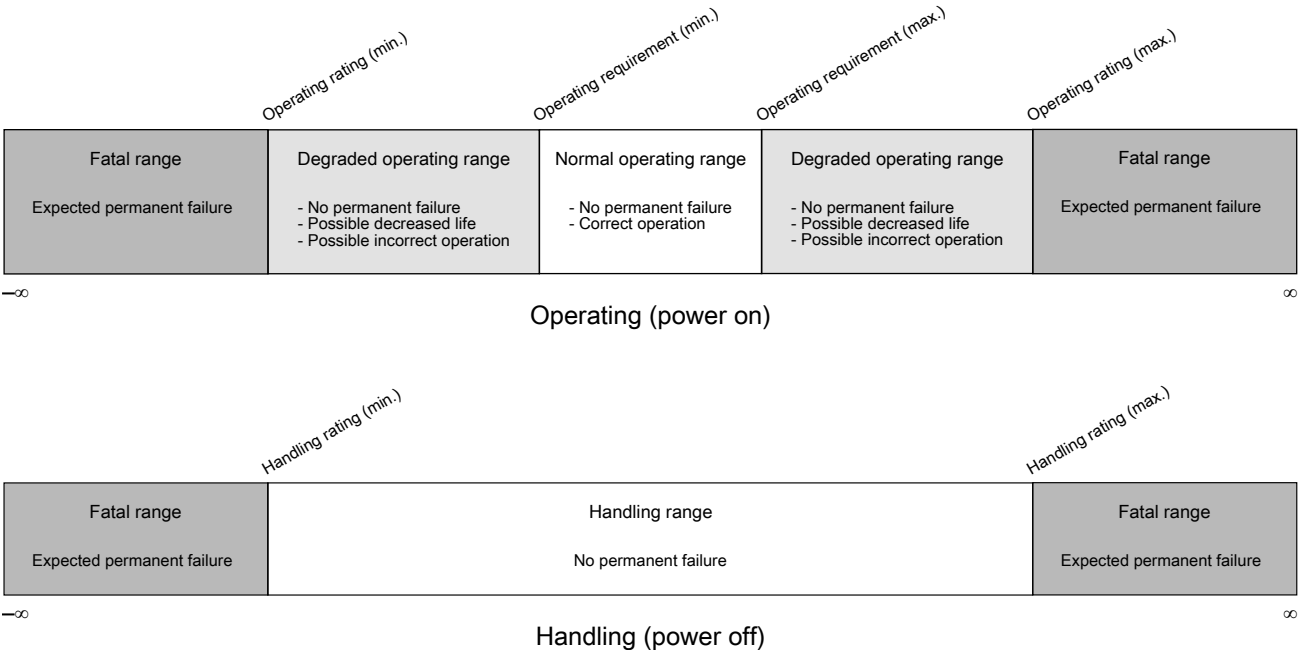 Operating rating (min.)
Operating requirement (min.)
Operating requirement (max.)
Operating rating (max.)
Fatal range
Degraded operating range
Normal operating range
Degraded operating range
Fatal range
Expected permanent failure
- No permanent failure
- Possible decreased life
- Possible incorrect operation
- No permanent failure
- Correct operation
- No permanent failure
- Possible decreased life
- Possible incorrect operation
Expected permanent failure
−∞
∞
Operating (power on)
Handling rating (min.)
Handling rating (max.)
Fatal range
Handling range
Fatal range
Expected permanent failure
No permanent failure
Expected permanent failure
−∞
∞
Handling (power off)